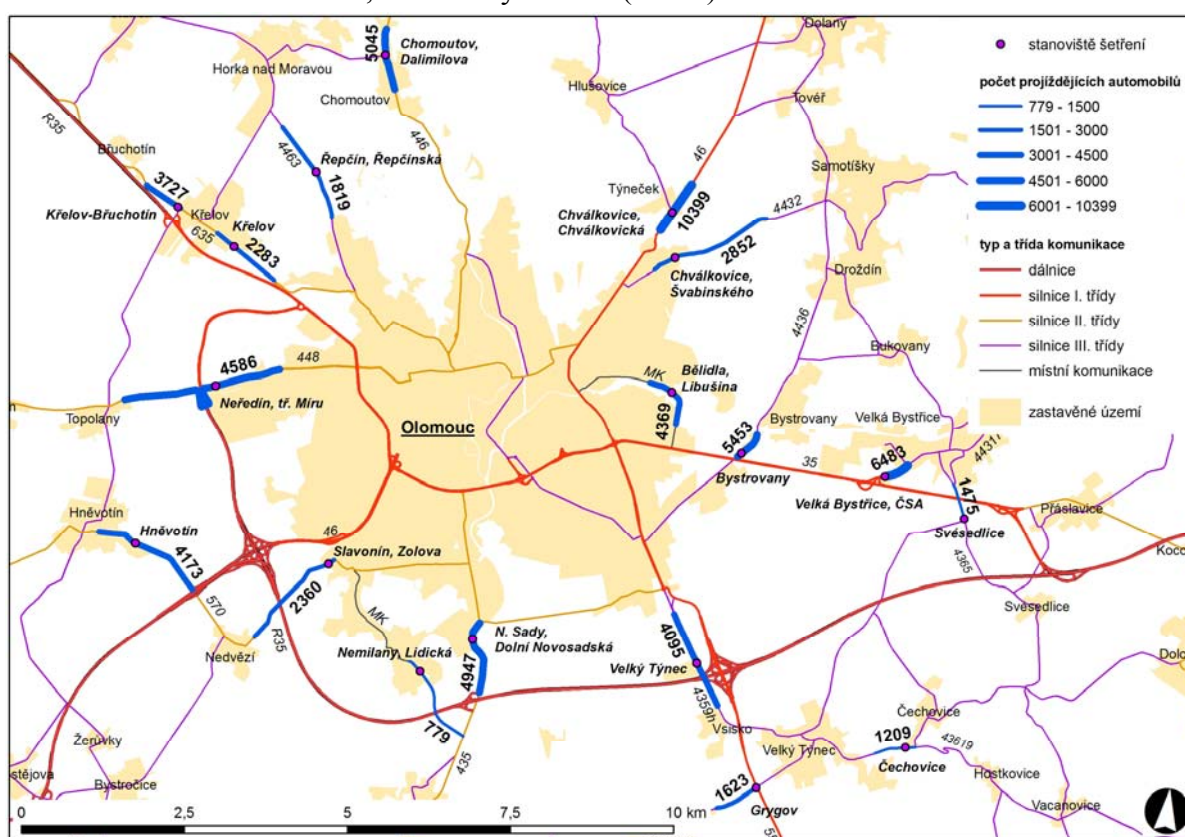 Dolany
stanoviště šetření
5045
Chomoutov,
Dalimilova
Horka nad Moravou
Chomoutov
Hlušovice
Tovéř
počet projíždějících automobilů
779 - 1500
1501 - 3000
3001 - 4500
4501 - 6000
6001 - 10399
R35
446
46
Břuchotín
4463
Řepčín, Řepčínská
1819
Samotíšky
Týneček
3727
Křelov-Břuchotín
Křelov
635
Křelov
2283
Chválkovice,
Chválkovická
10399
4432
2852
Chválkovice,
Švabinského
Droždín
typ a třída komunikace
dálnice
silnice I. třídy
silnice II. třídy
silnice III. třídy
místní komunikace
zastavěné území
4436
Bukovany
4586
448
Neředín, tř. Míru
Topolany
MK
Bělidla,
Libušina
4369
Olomouc
Bystrovany
Velká Bystřice
5453
Bystrovany
35
6483
4431
Velká Bystřice, ČSA
1475
Přáslavice
Hněvotín
Hněvotín
4173
46
Slavonín, Zolova
Svésedlice
4365
Koco
570
2360
R35
MK
Svésedlice
Nedvězí
Nemilany, Lidická
N. Sady,
Dolní Novosadská
4947
4095
Velký Týnec
4359h
Dolo
779
435
Vsisko
Čechovice
Velký Týnec
1209
43619
Čechovice
Hostkovice
Žerůvky
stějova
Bystročice
1623
Grygov
Vacanovice
0
2,5
5
7,5
10 km